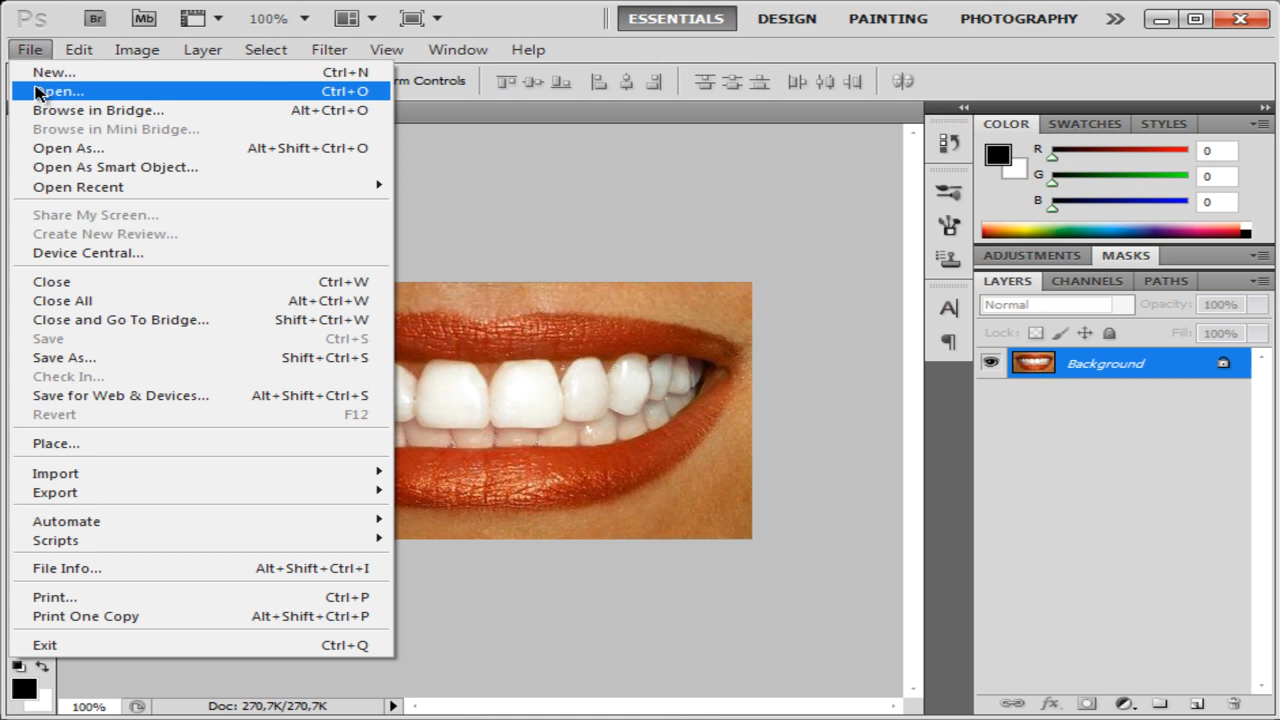 Ps Br Mb 100% ESSENTIALS DESIGN PAINTING PHOTOGRAPHY
File Edit Image Layer Select Filter View Window Help
rm Controls
New... Ctrl+N
pen... Ctrl+O
Browse in Bridge... Alt+Ctrl+O
Browse in Mini Bridge...
Open As... Alt+Shift+Ctrl+O
Open As Smart Object...
Open Recent
Share My Screen...
Create New Review...
Device Central...
Close Ctrl+W
Close All Alt+Ctrl+W
Close and Go To Bridge... Shift+Ctrl+W
Save Ctrl+S
Save As... Shift+Ctrl+S
Check In...
Save for Web & Devices... Alt+Shift+Ctrl+S
Revert F12
Place...
Import
Export
Automate
Scripts
File Info... Alt+Shift+Ctrl+I
Print... Ctrl+P
Print One Copy Alt+Shift+Ctrl+P
Exit Ctrl+Q
COLOR SWATCHES STYLES
R 0
G 0
B 0
ADJUSTMENTS MASKS
LAYERS CHANNELS PATHS
Normal Opacity: 100%
Lock: Fill: 100%
Background
100% Doc: 270,7K/270,7K